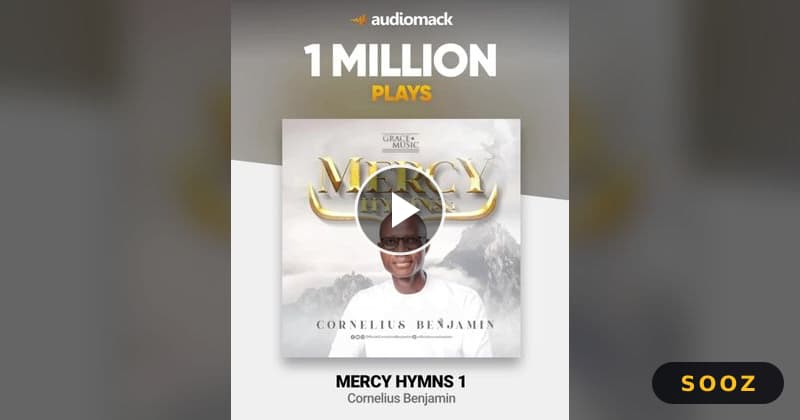 audiomack
1 MILLION
PLAYS
GRACE
MUSIC
MERCY
HYMNS
CORNELIUS BENJAMIN
MERCY HYMNS 1
Cornelius Benjamin
SOOZ